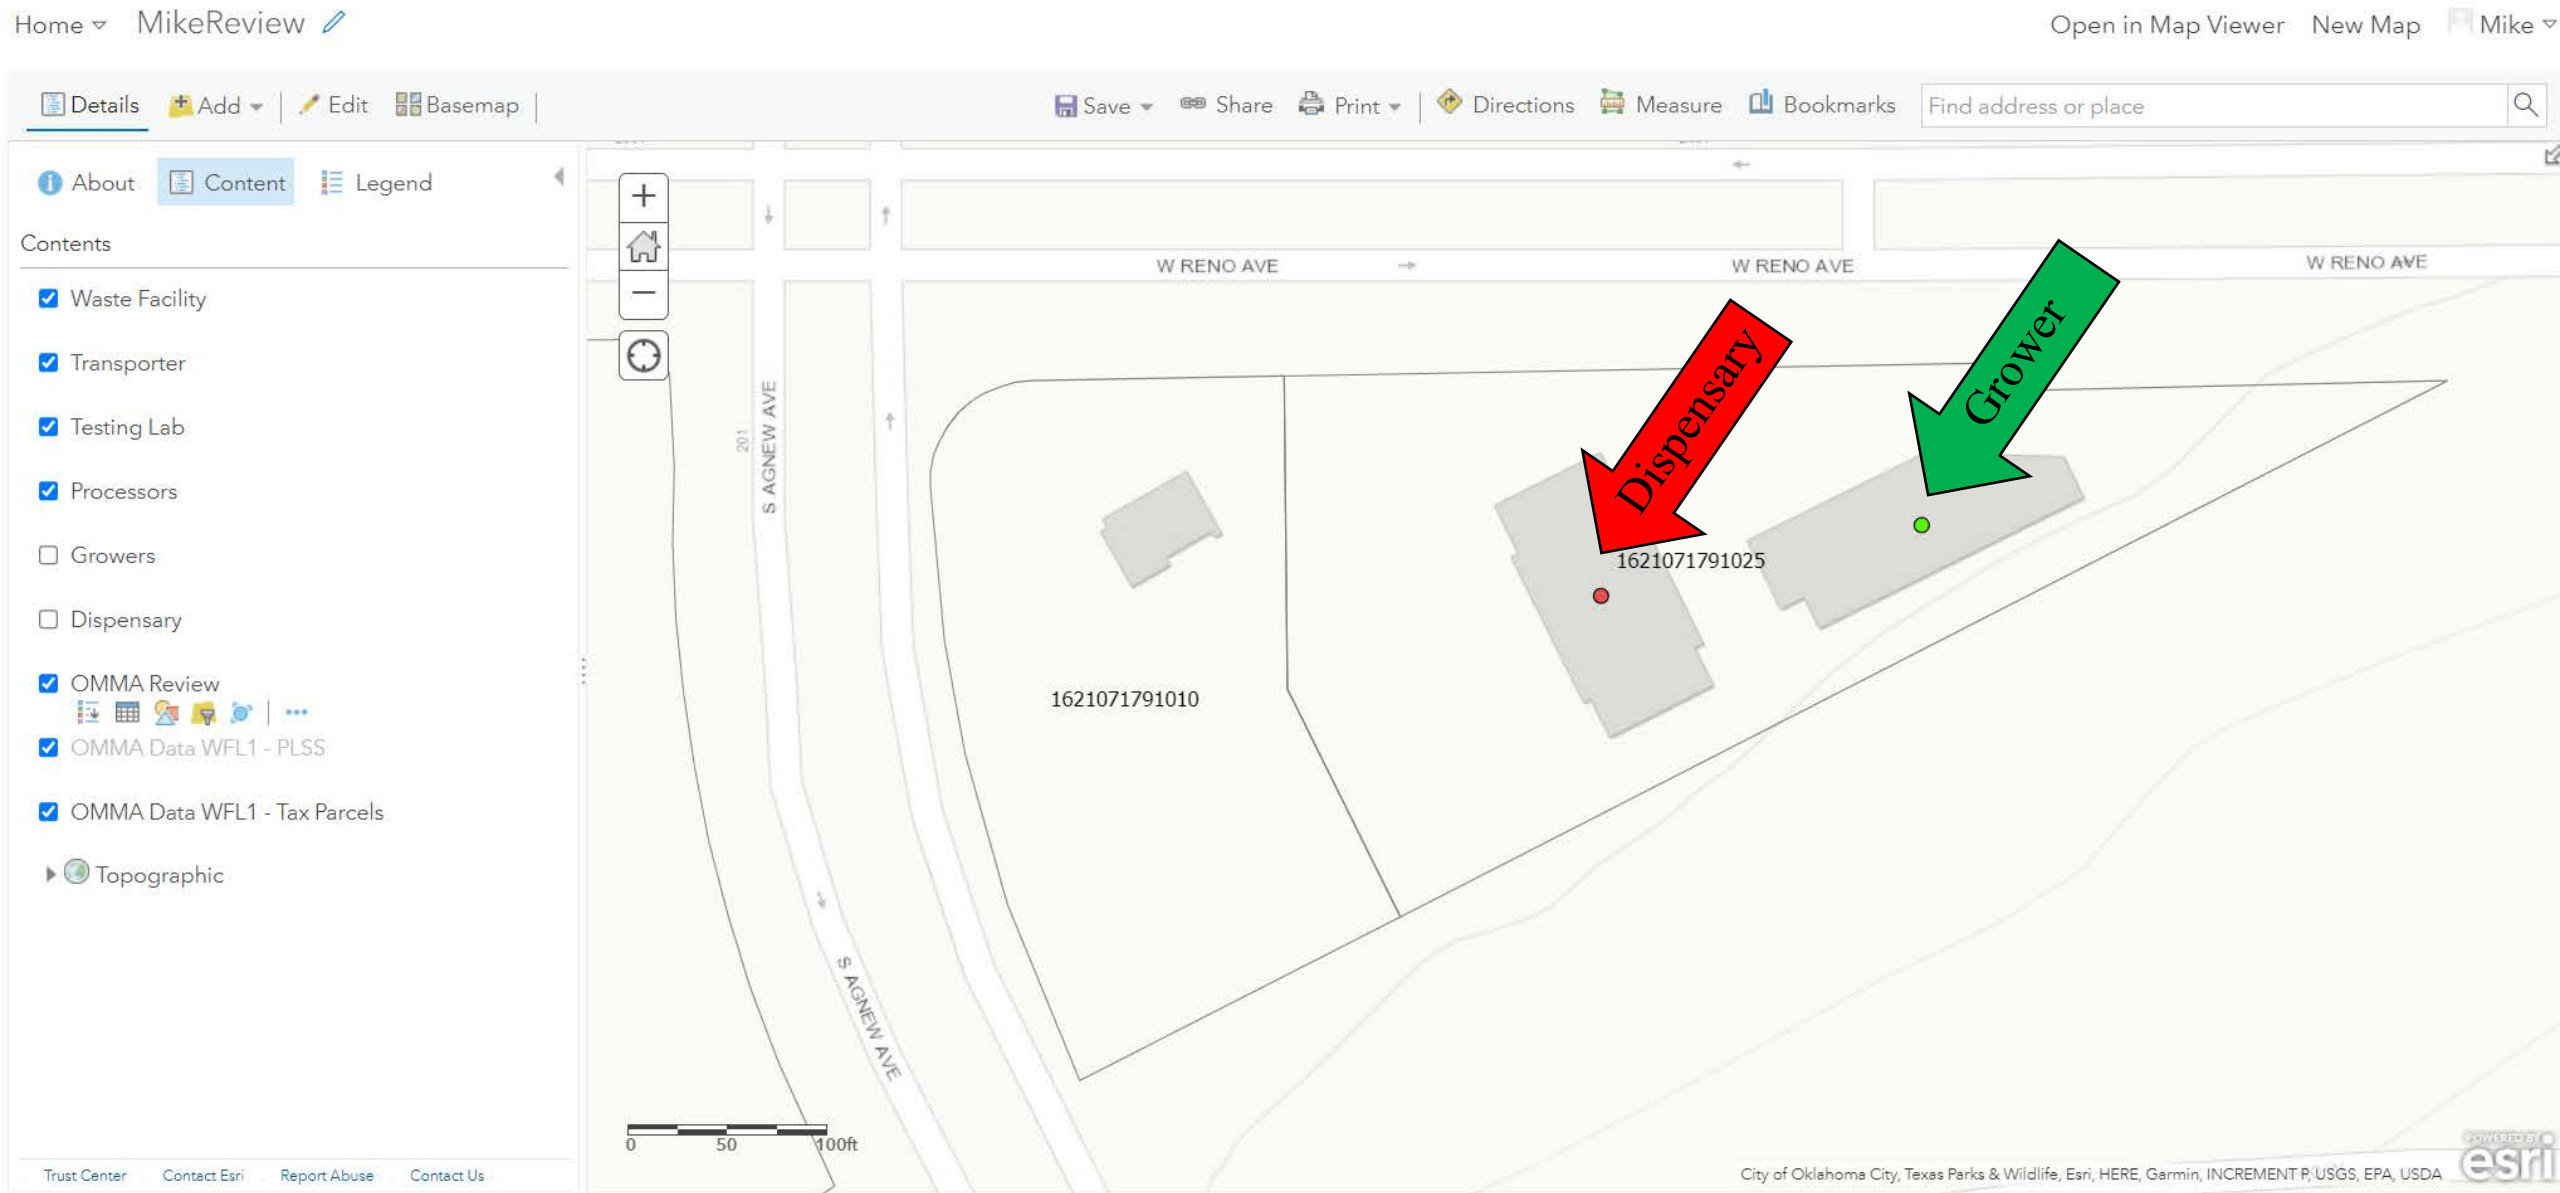 Home MikeReview Open in Map Viewer New Map Mike
Details Add Edit Basemap Save Share Print Directions Measure Bookmarks Find address or place
About Content Legend
Contents
Waste Facility
Transporter
Testing Lab
Processors
Growers
Dispensary
OMMA Review
OMMA Data WFL1 - PLSS
OMMA Data WFL1 - Tax Parcels
Topographic
Trust Center Contact Esri Report Abuse Contact Us
W RENO AVE W RENO AVE W RENO AVE
S AGNEW AVE
201
Dispensary
Grower
1621071791025
1621071791010
S AGNEW AVE
0 50 100ft
City of Oklahoma City, Texas Parks & Wildlife, Esri, HERE, Garmin, INCREMENT P, USGS, EPA, USDA
POWERED BY
esri